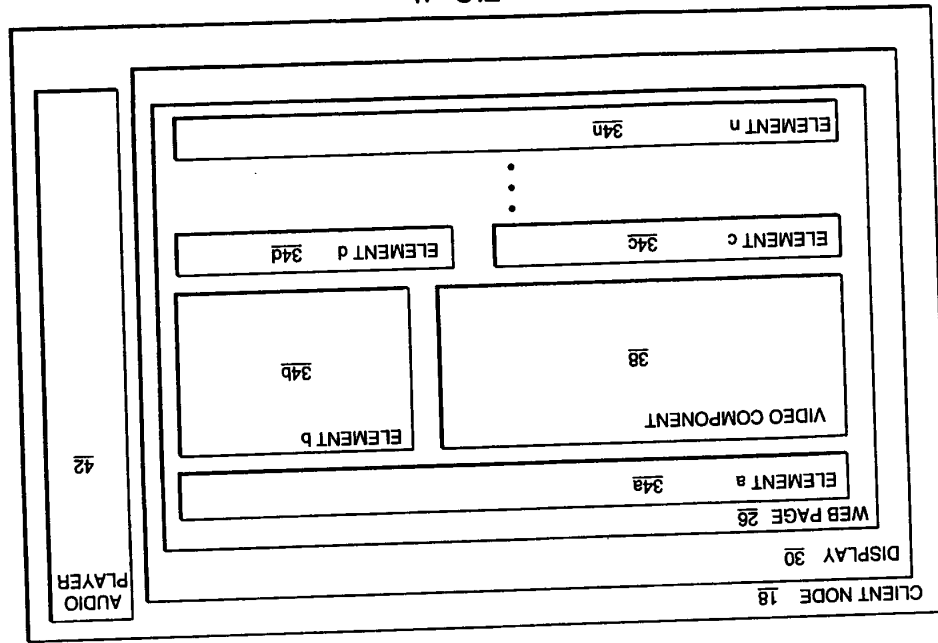 CLIENT NODE 18
DISPLAY 30
AUDIO
PLAYER
42
WEB PAGE 26
ELEMENT a 34a
VIDEO COMPONENT
38
ELEMENT b
34b
ELEMENT c 34c
ELEMENT d 34d
ELEMENT n 34n